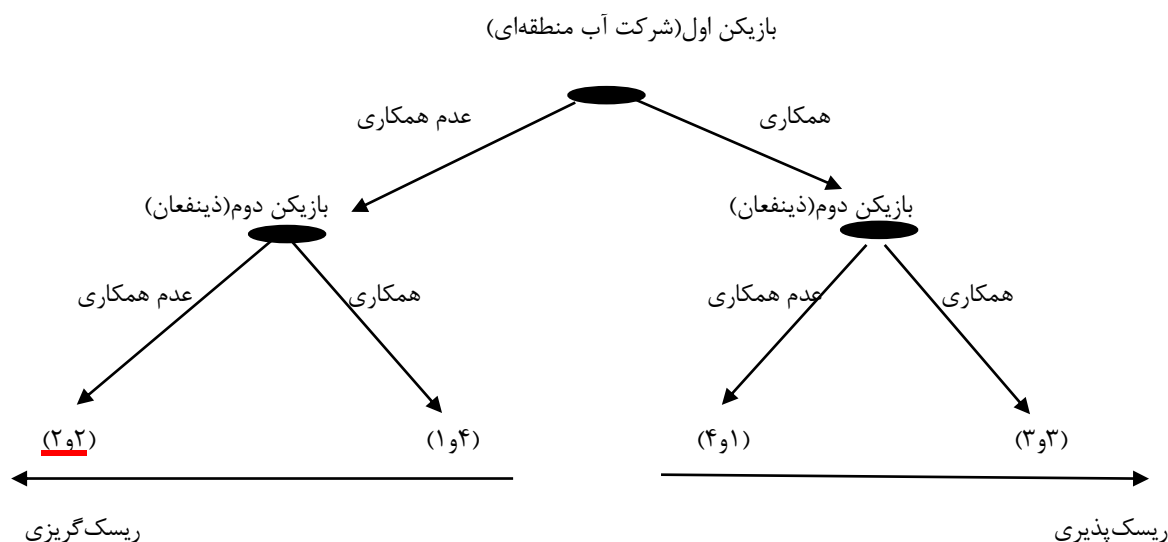 بازیکن اول(شرکت آب منطقه‌ای)
همکاری
عدم همکاری
بازیکن دوم(ذینفعان)
بازیکن دوم(ذینفعان)
همکاری
عدم همکاری
همکاری
عدم همکاری
(۳و۳)
(۱و۴)
(۴و۱)
(۲و۲)
ریسک‌پذیری
ریسک‌گریزی